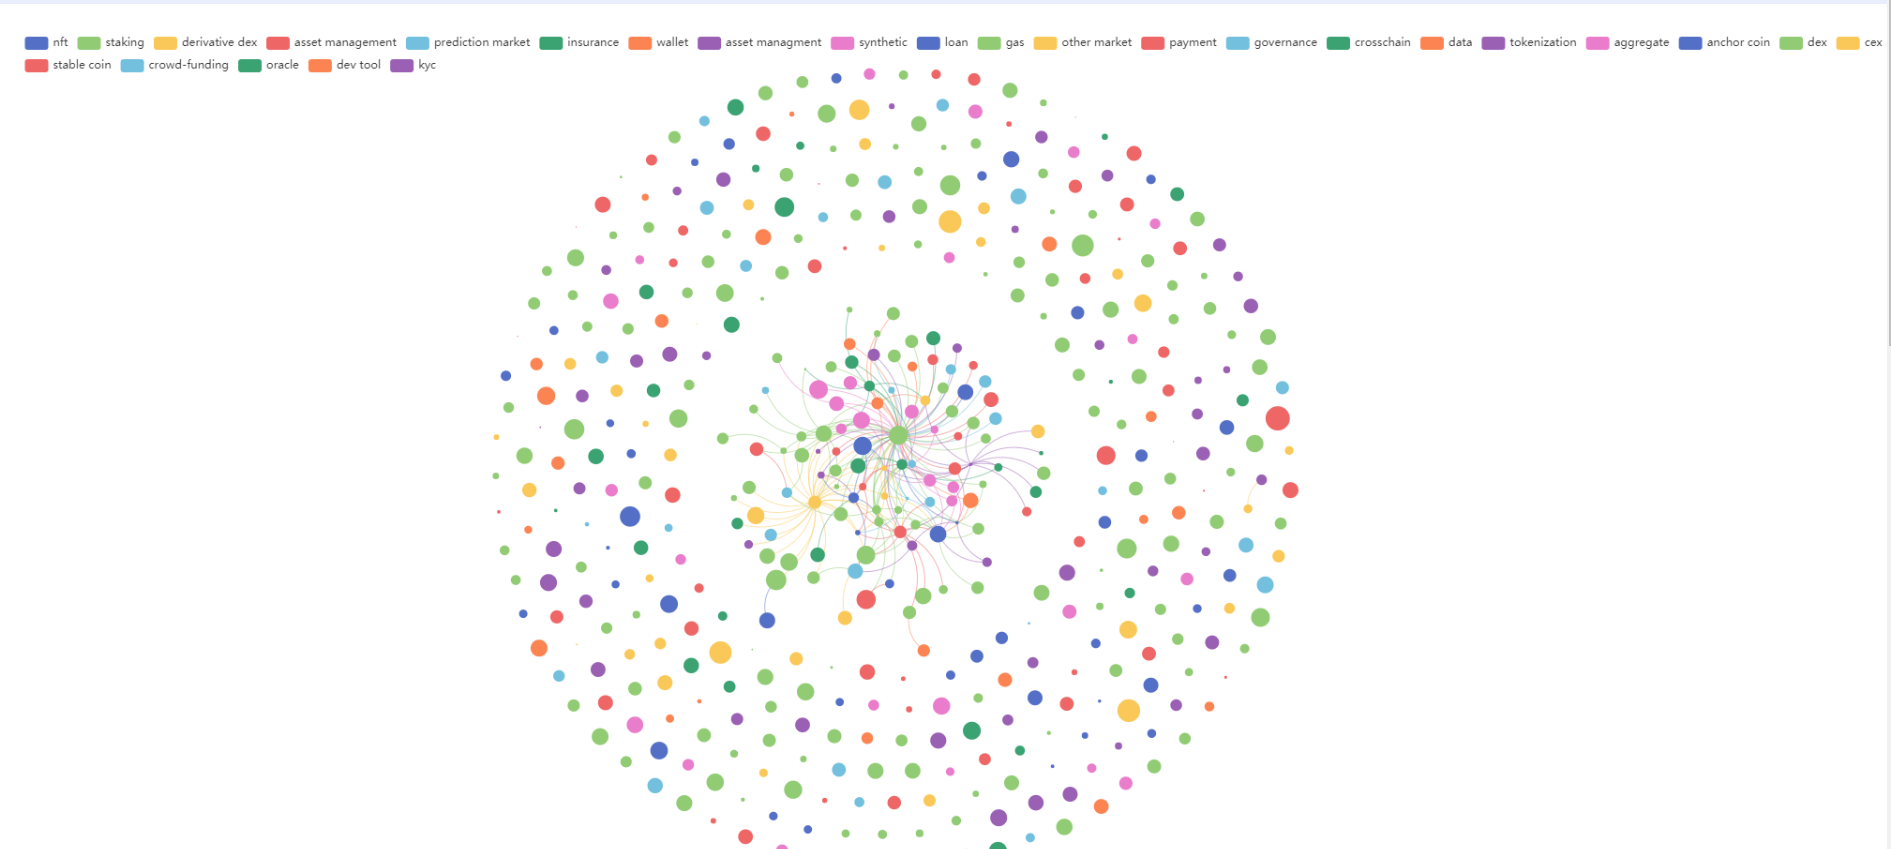 nft staking derivative dex asset management prediction market insurance wallet asset managment synthetic loan gas other market payment governance crosschain data tokenization aggregate anchor coin dex cex
stable coin crowd-funding oracle dev tool kyc